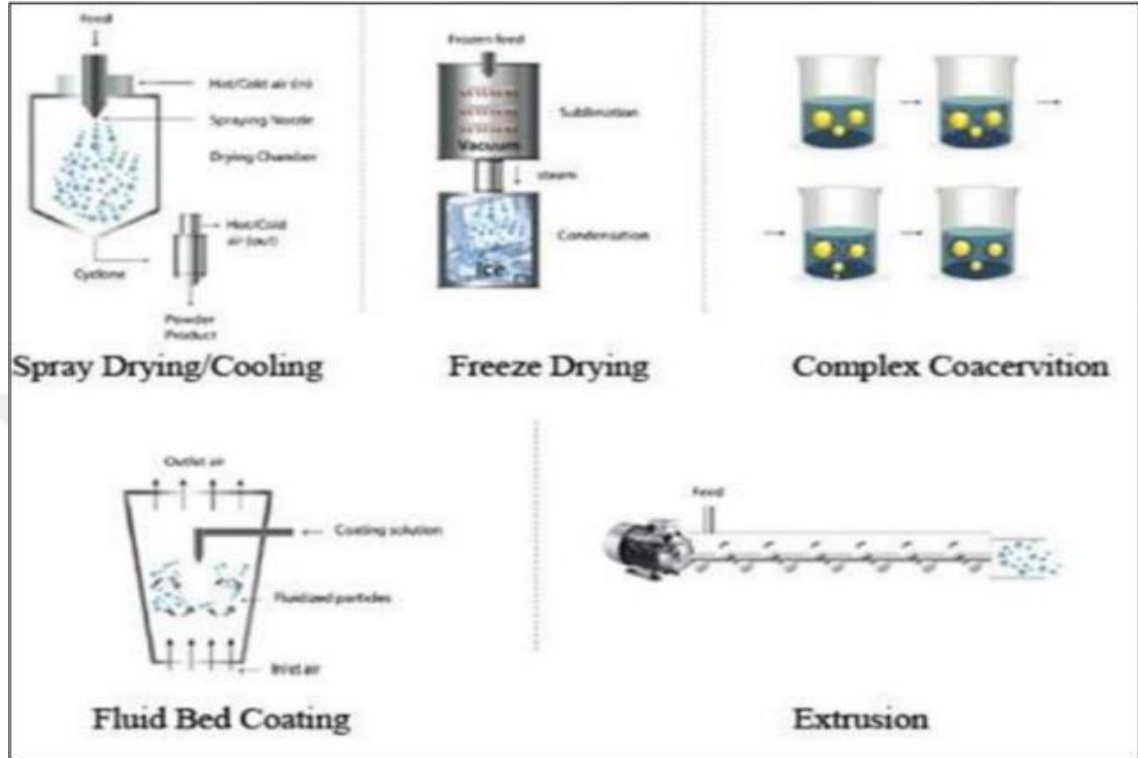 Feed
Hot/Cold air (in)
Spraying Nozzle
Drying Chamber
Hot/Cold
air (out)
Cyclone
Powder
Product
Spray Drying/Cooling
Frozen feed
Sublimation
Vacuum
steam
Condensation
Ice
Freeze Drying
Complex Coacervition
Outlet air
Coating solution
Fluidized particles
Inlet air
Fluid Bed Coating
Feed
Extrusion